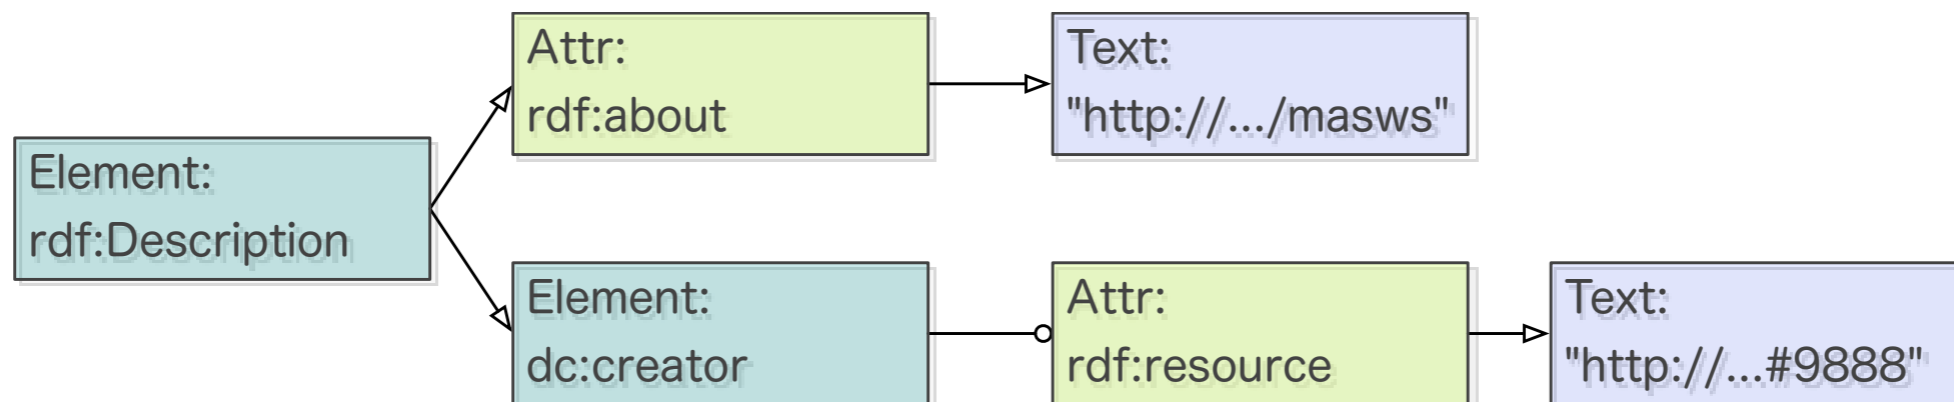 Attr:
rdf:about
Text:
"http://.../masws"
Element:
rdf:Description
Element:
dc:creator
Attr:
rdf:resource
Text:
"http://...#9888"